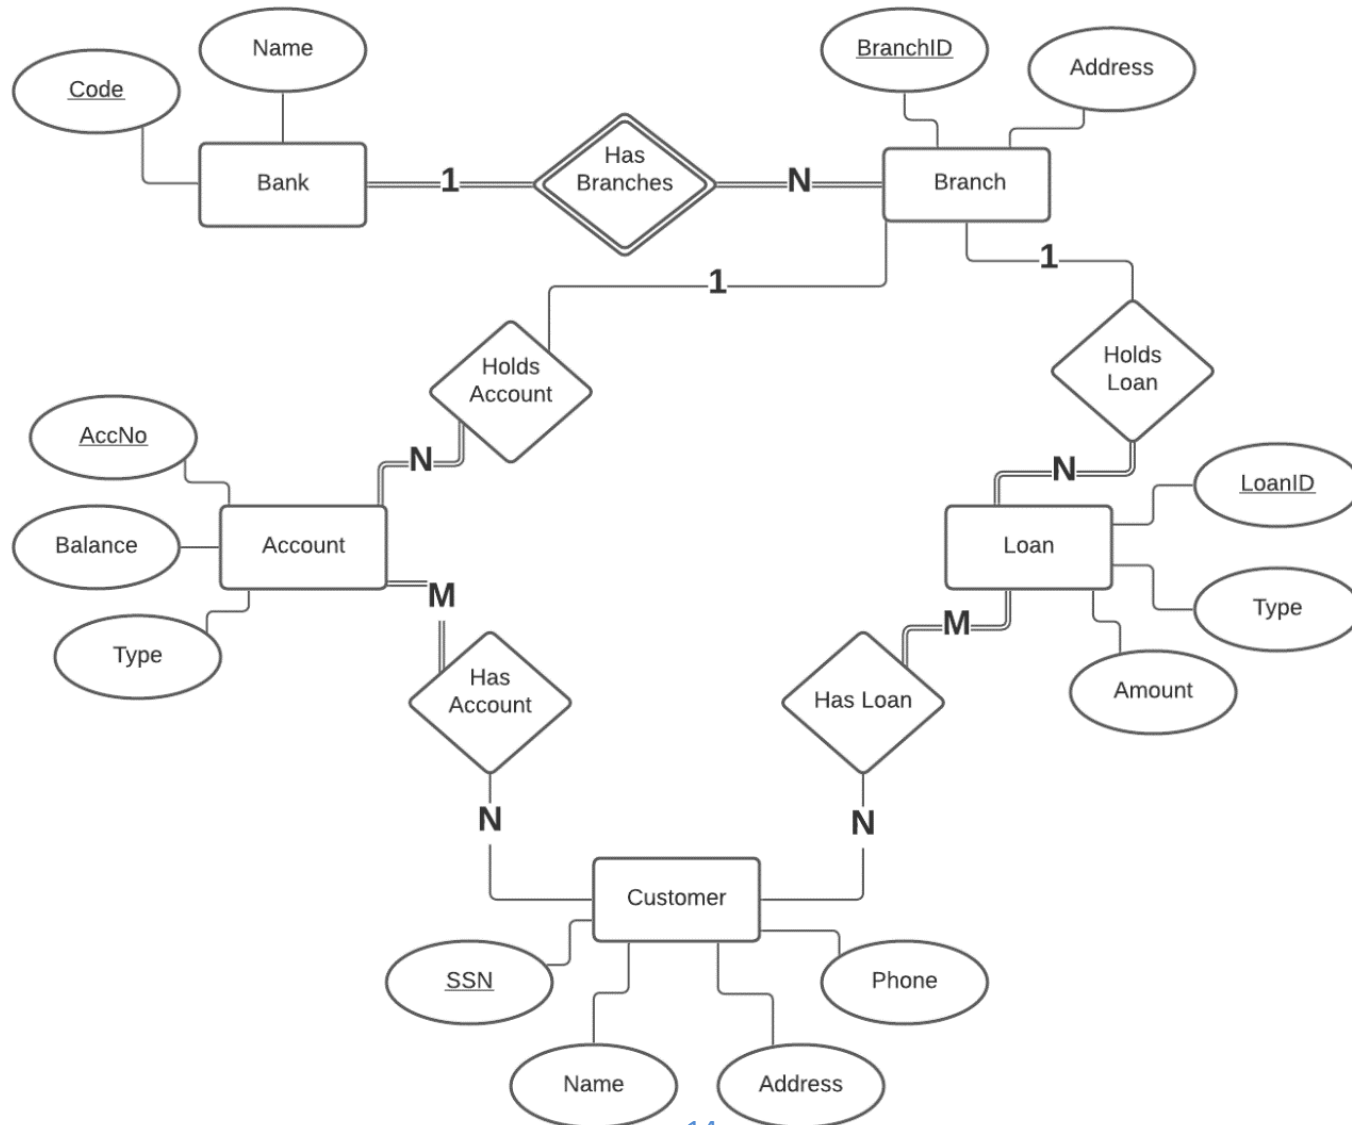 Name
BranchID
Address
Code
Has
Branches
Bank
1
N
Branch
1
1
Holds
Account
Holds
Loan
AccNo
N
N
LoanID
Balance
Account
Loan
M
M
Type
Type
Has
Account
Has Loan
Amount
N
N
Customer
SSN
Phone
Name
Address
14